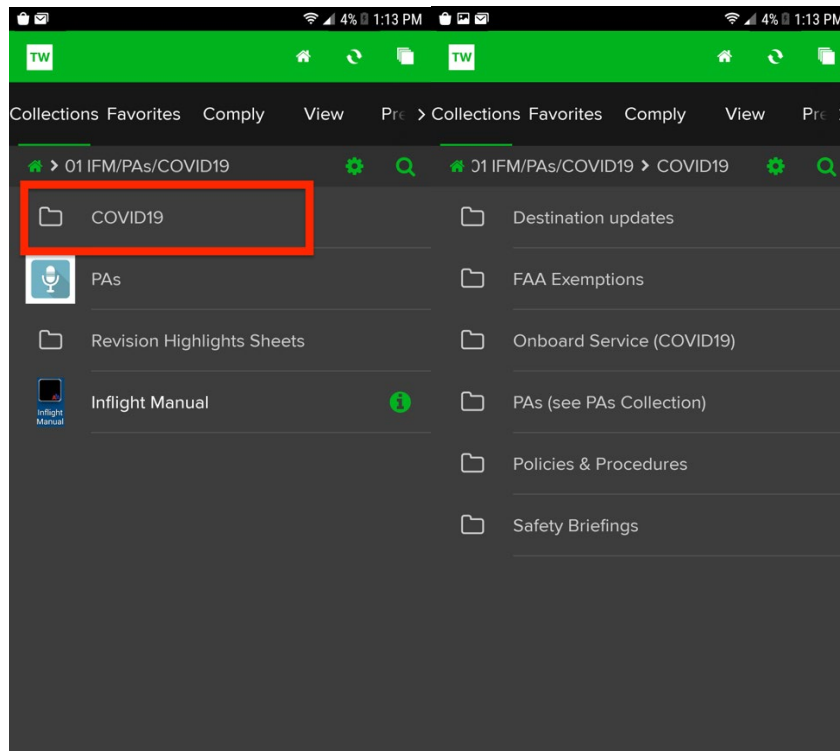 4% 1:13 PM
TW
Collections Favorites Comply View Pre
> 01 IFM/PAs/COVID19
COVID19
PAs
Revision Highlights Sheets
Inflight Manual
Inflight
Manual
4% 1:13 PM
TW
> Collections Favorites Comply View Pre
01 IFM/PAs/COVID19 > COVID19
Destination updates
FAA Exemptions
Onboard Service (COVID19)
PAs (see PAs Collection)
Policies & Procedures
Safety Briefings